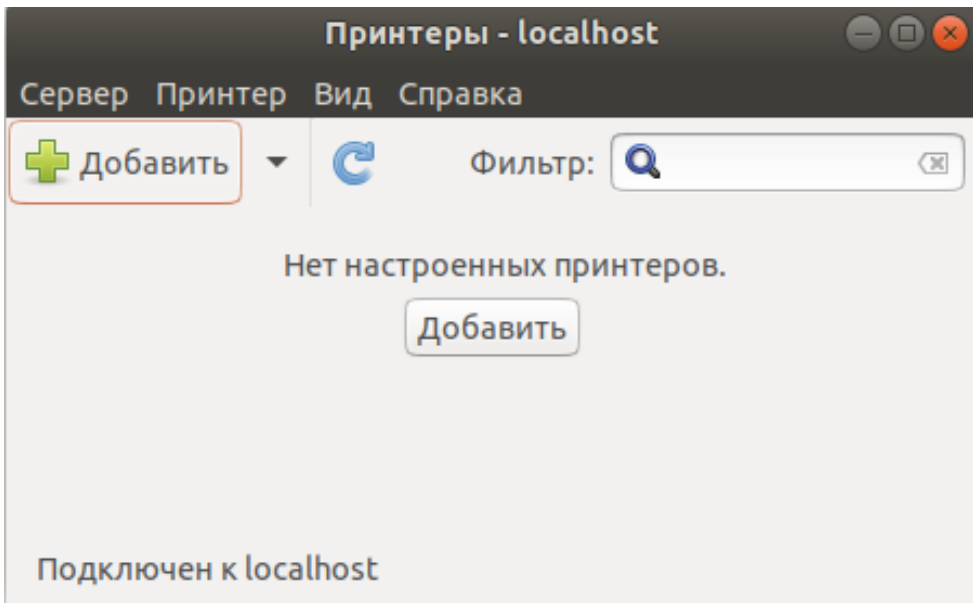 Принтеры - localhost
Сервер Принтер Вид Справка
Добавить Фильтр:
Нет настроенных принтеров.
Добавить
Подключен к localhost